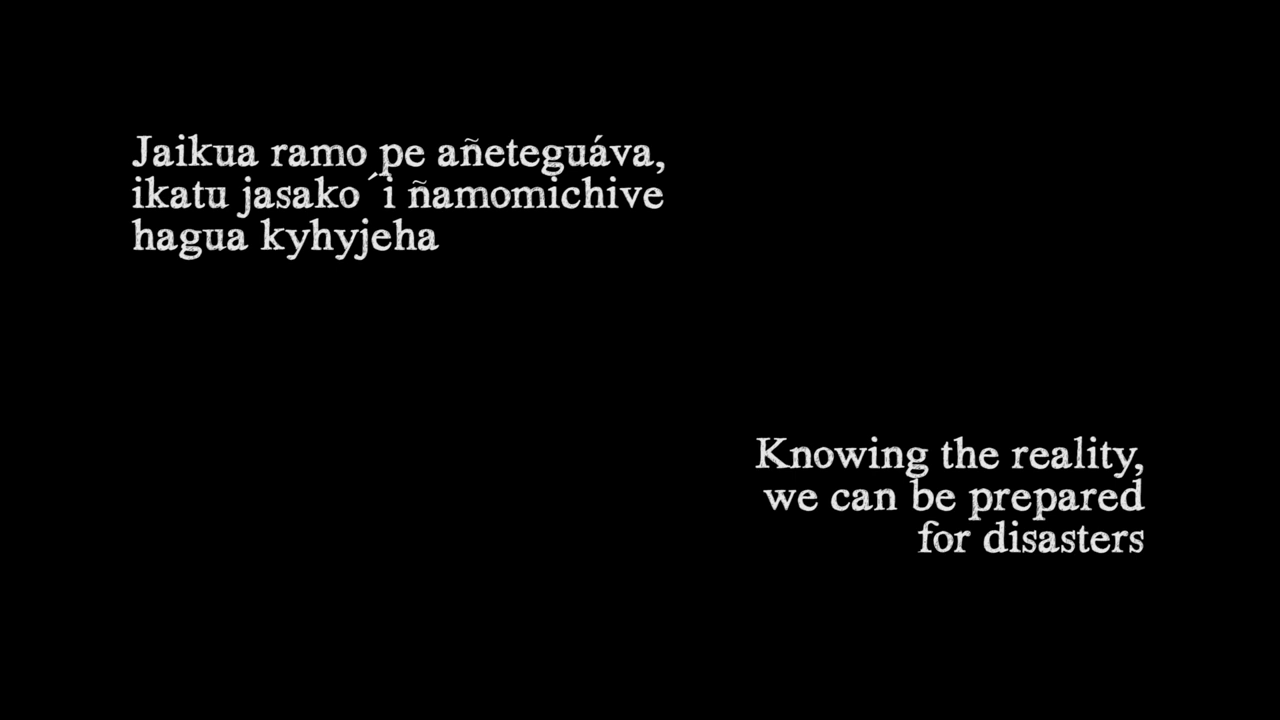 Jaikua ramo pe añeteguáva,
ikatu jasako´i ñamomichive
hagua kyhyjeha
Knowing the reality,
we can be prepared
for disasters